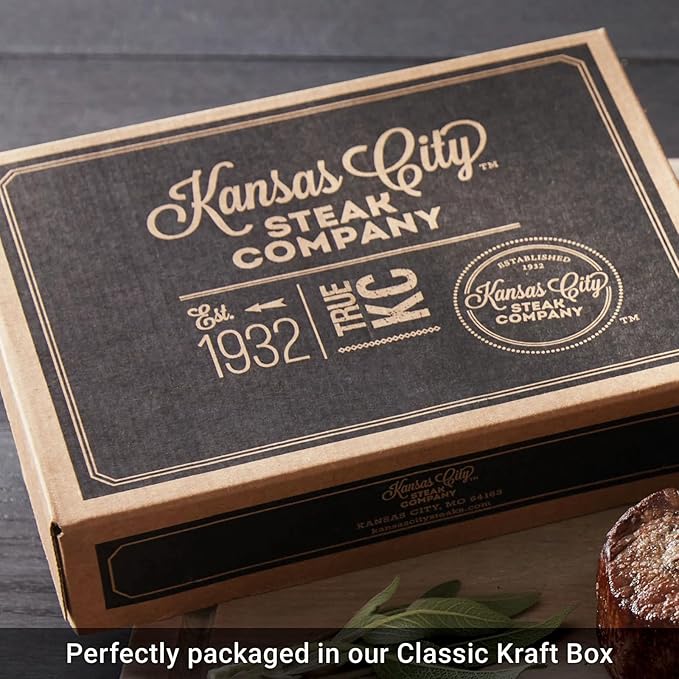 Kansas City™
STEAK
COMPANY
Est.
1932
TRUE
KC
ESTABLISHED
1932
Kansas City
STEAK
COMPANY
™
Kansas City™
STEAK
COMPANY
KANSAS CITY, MO 64163
kansascitysteaks.com
Perfectly packaged in our Classic Kraft Box